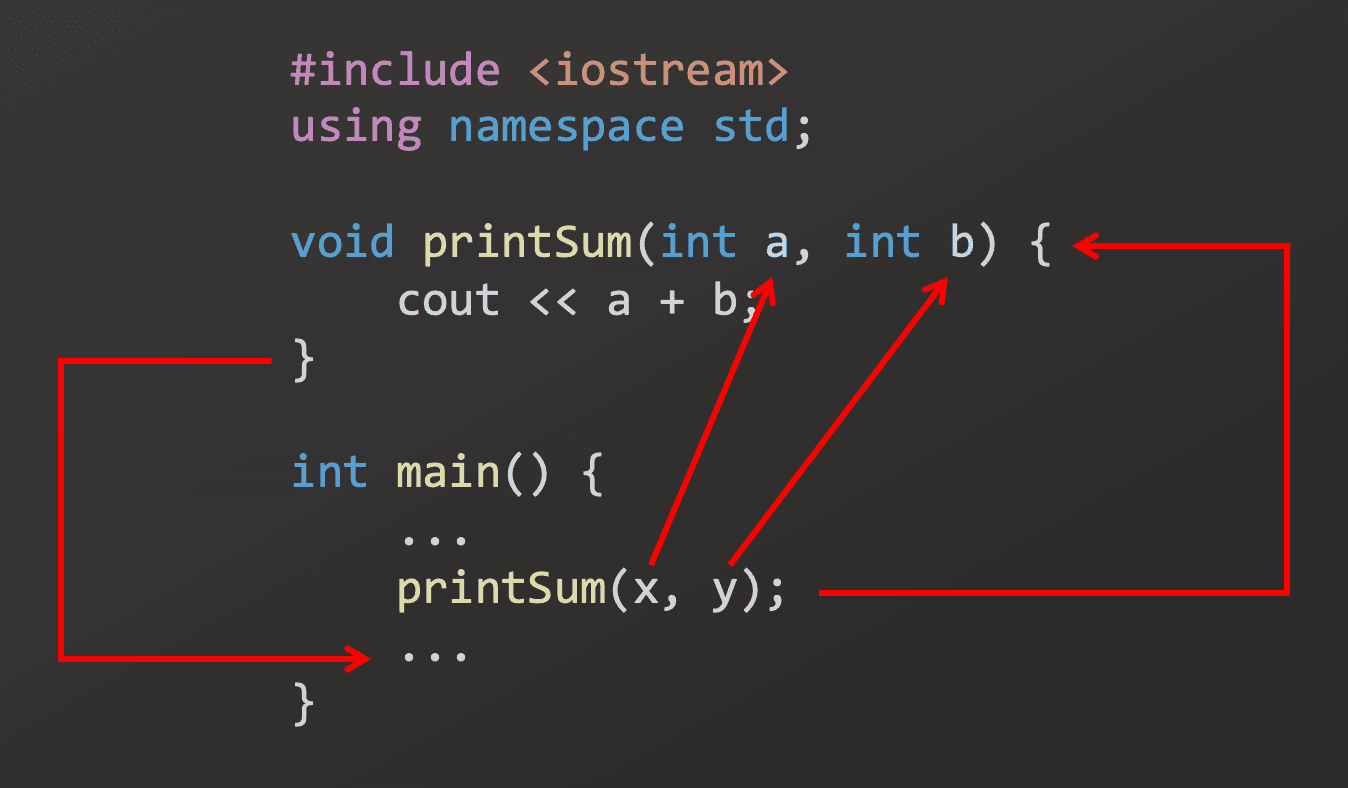 #include <iostream>
using namespace std;
void printSum(int a, int b) {
cout << a + b;
}
int main() {
...
printSum(x, y);
...
}